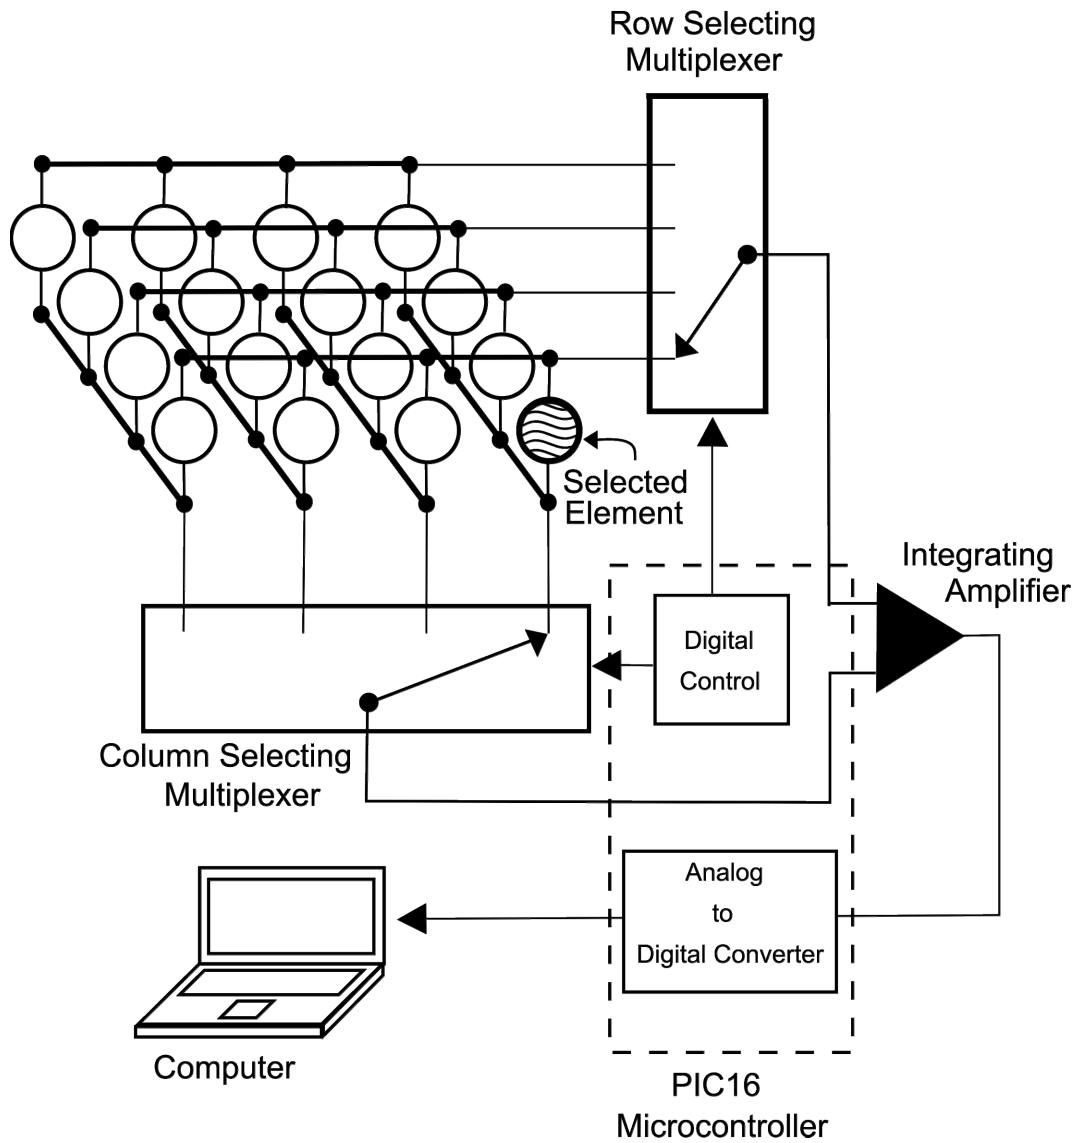 Row Selecting
Multiplexer
Selected
Element
Integrating
Amplifier
Digital
Control
Column Selecting
Multiplexer
Analog
to
Digital Converter
Computer
PIC16
Microcontroller